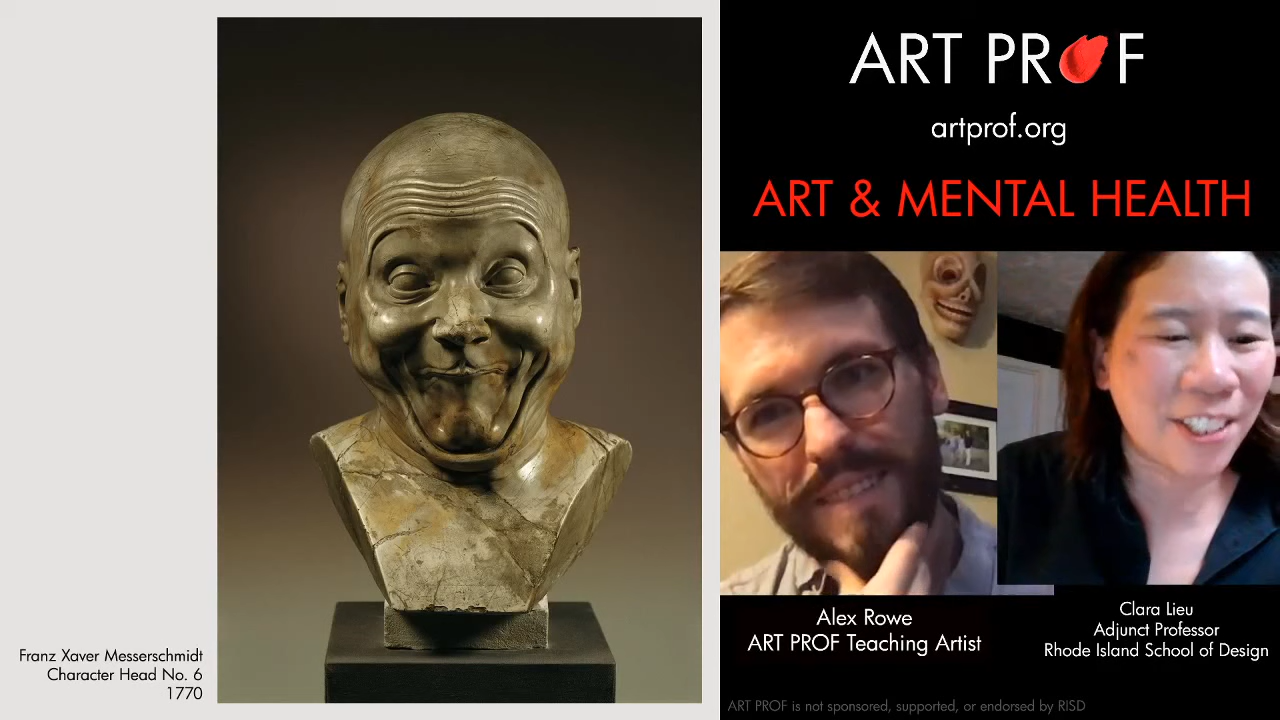 Franz Xaver Messerschmidt
Character Head No. 6
1770
ART PROF
artprof.org
ART & MENTAL HEALTH
Alex Rowe
ART PROF Teaching Artist
Clara Lieu
Adjunct Professor
Rhode Island School of Design
ART PROF is not sponsored, supported, or endorsed by RISD